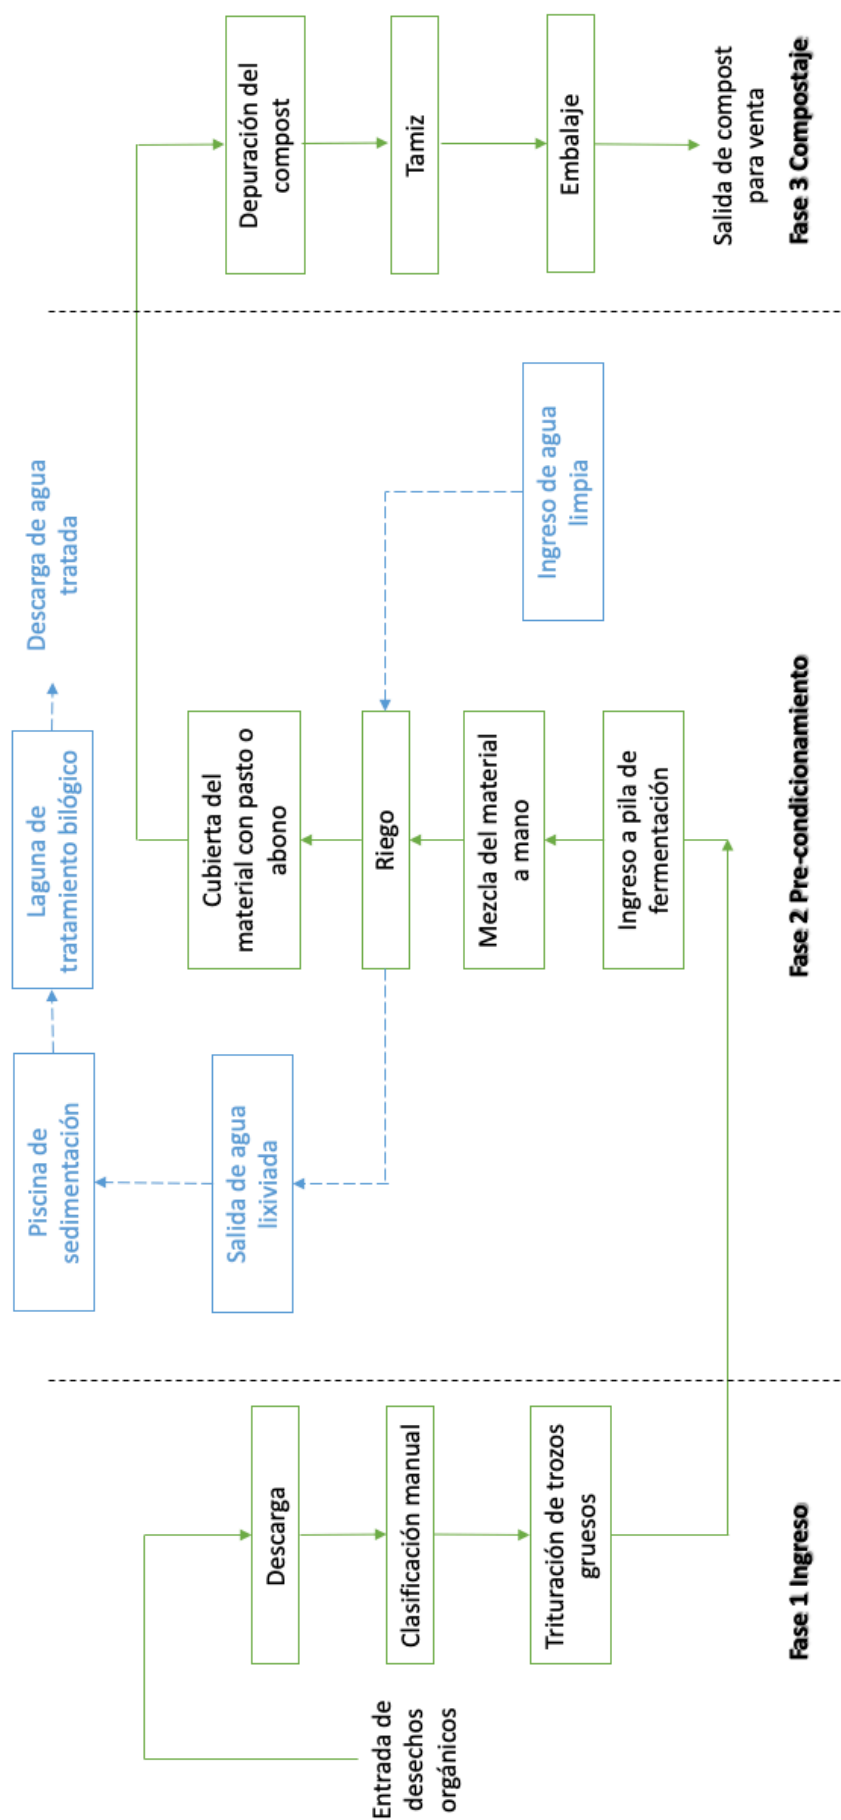 Entrada de
desechos
orgánicos
Descarga
Clasificación manual
Trituración de trozos
gruesos
Fase 1 Ingreso
Piscina de
sedimentación
Laguna de
tratamiento bilógico
Descarga de agua
tratada
Salida de agua
lixiviada
Cubierta del
material con pasto o
abono
Riego
Mezcla del material
a mano
Ingreso a pila de
fermentación
Ingreso de agua
limpia
Fase 2 Pre-condicionamiento
Depuración del
compost
Tamiz
Embalaje
Salida de compost
para venta
Fase 3 Compostaje